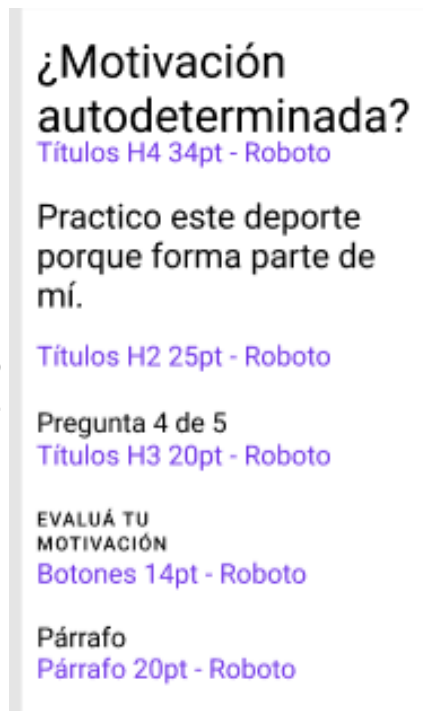 ¿Motivación
autodeterminada?
Títulos H4 34pt - Roboto
Practico este deporte
porque forma parte de
mí.
Títulos H2 25pt - Roboto
Pregunta 4 de 5
Títulos H3 20pt - Roboto
EVALUÁ TU
MOTIVACIÓN
Botones 14pt - Roboto
Párrafo
Párrafo 20pt - Roboto